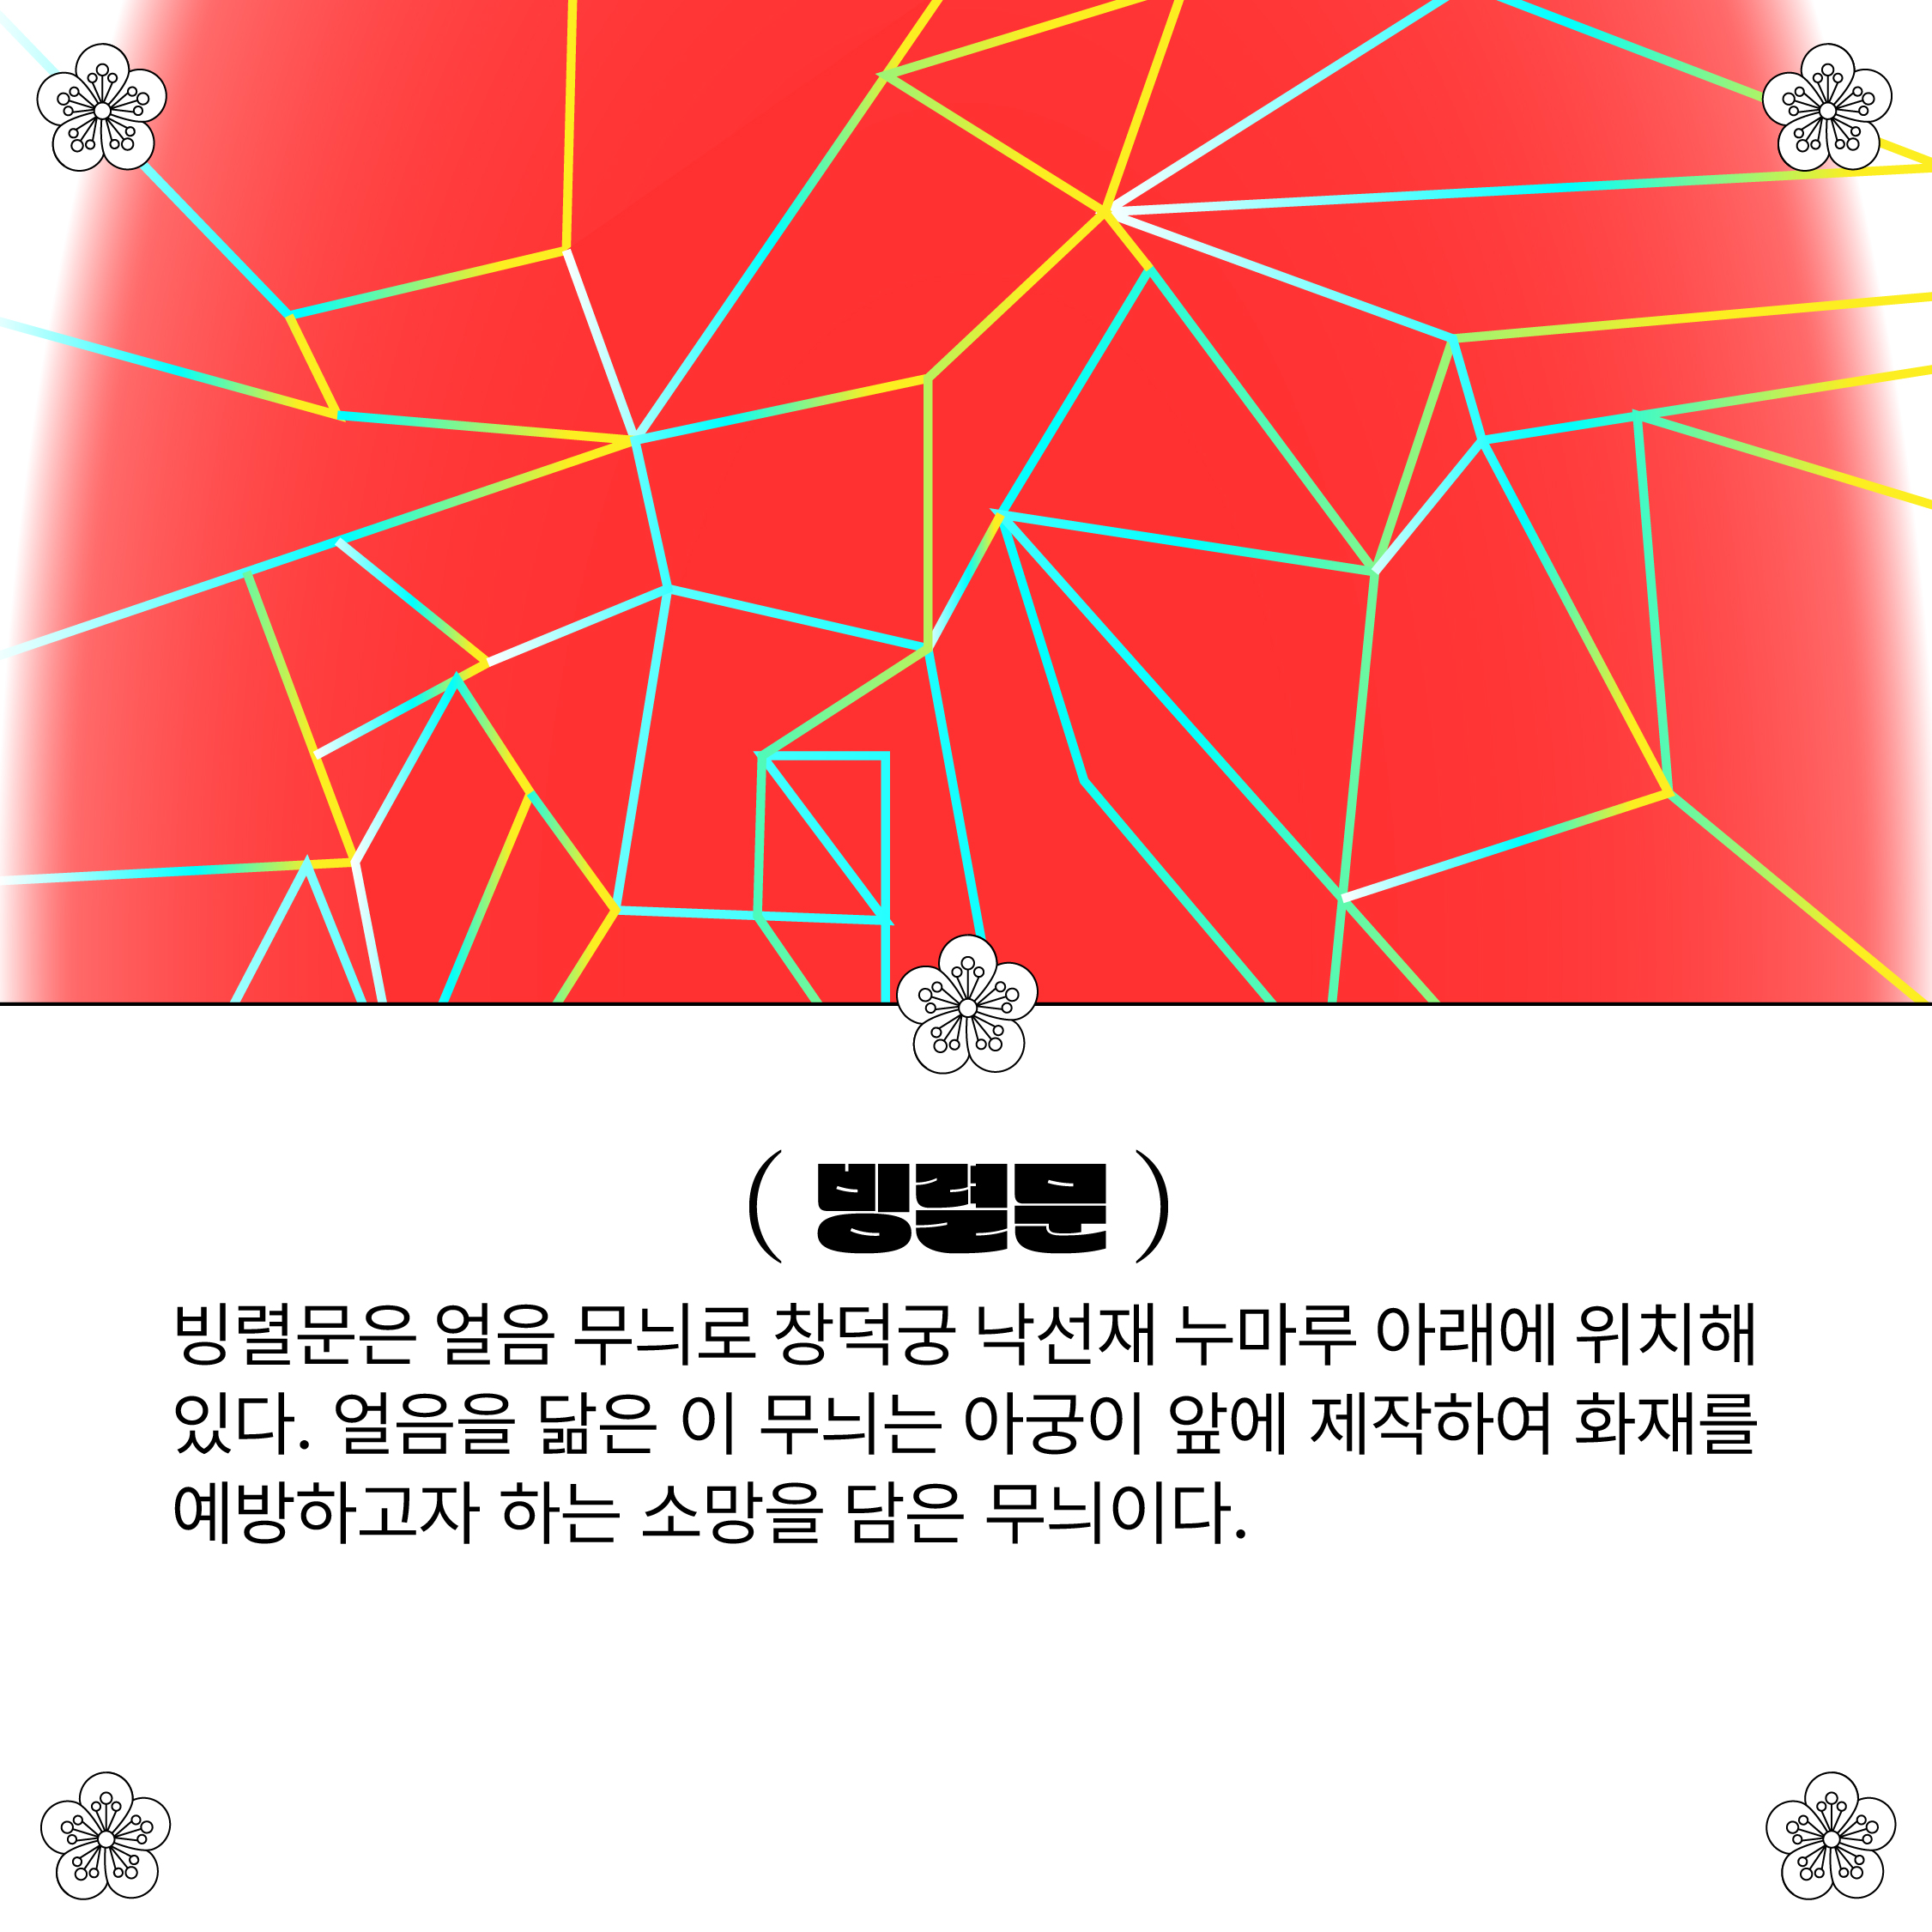 ( 빙렬문 )
빙렬문은 얼음 무늬로 창덕궁 낙선재 누마루 아래에 위치해
있다. 얼음을 닮은 이 무늬는 아궁이 앞에 제작하여 화재를
예방하고자 하는 소망을 담은 무늬이다.